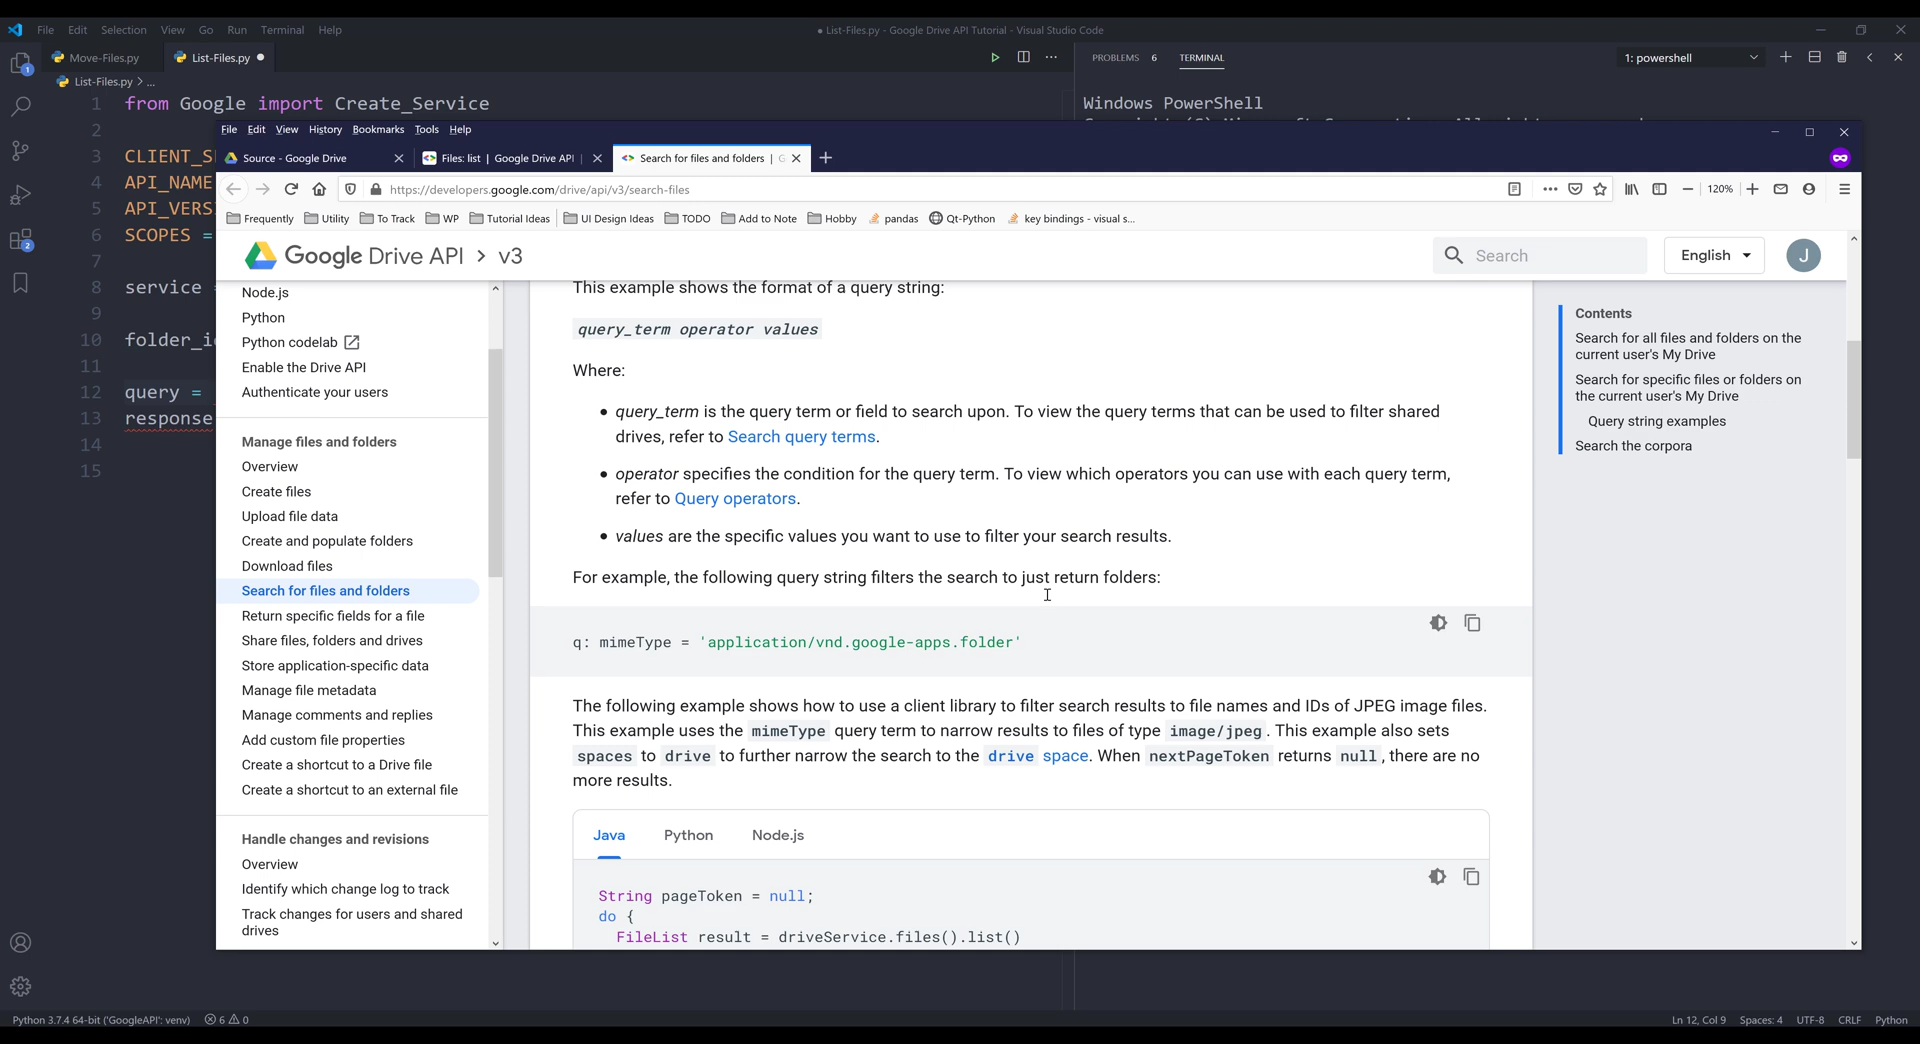 File Edit Selection View Go Run Terminal Help
● List-Files.py - Google Drive API Tutorial - Visual Studio Code
Move-Files.py
List-Files.py
PROBLEMS 6 TERMINAL
1: powershell
List-Files.py > ...
1 from Google import Create_Service
2
3 CLIENT_S
4 API_NAME
5 API_VERS
6 SCOPES =
7
8 service
9
10 folder_i
11
12 query =
13 response
14
15
Windows PowerShell
File Edit View History Bookmarks Tools Help
Source - Google Drive
Files: list | Google Drive API
Search for files and folders | G
https://developers.google.com/drive/api/v3/search-files
120%
Frequently Utility To Track WP Tutorial Ideas UI Design Ideas TODO Add to Note Hobby pandas Qt-Python key bindings - visual s...
Google Drive API > v3
Search
English
J
Node.js
Python
Python codelab
Enable the Drive API
Authenticate your users
Manage files and folders
Overview
Create files
Upload file data
Create and populate folders
Download files
Search for files and folders
Return specific fields for a file
Share files, folders and drives
Store application-specific data
Manage file metadata
Manage comments and replies
Add custom file properties
Create a shortcut to a Drive file
Create a shortcut to an external file
Handle changes and revisions
Overview
Identify which change log to track
Track changes for users and shared
drives
This example shows the format of a query string:
query_term operator values
Where:
• query_term is the query term or field to search upon. To view the query terms that can be used to filter shared
drives, refer to Search query terms.
• operator specifies the condition for the query term. To view which operators you can use with each query term,
refer to Query operators.
• values are the specific values you want to use to filter your search results.
For example, the following query string filters the search to just return folders:
q: mimeType = 'application/vnd.google-apps.folder'
The following example shows how to use a client library to filter search results to file names and IDs of JPEG image files.
This example uses the mimeType query term to narrow results to files of type image/jpeg. This example also sets
spaces to drive to further narrow the search to the drive space. When nextPageToken returns null, there are no
more results.
Java Python Node.js
String pageToken = null;
do {
FileList result = driveService.files().list()
Contents
Search for all files and folders on the
current user's My Drive
Search for specific files or folders on
the current user's My Drive
Query string examples
Search the corpora
1
2
Python 3.7.4 64-bit ('GoogleAPI': venv) 6 0
Ln 12, Col 9 Spaces: 4 UTF-8 CRLF Python